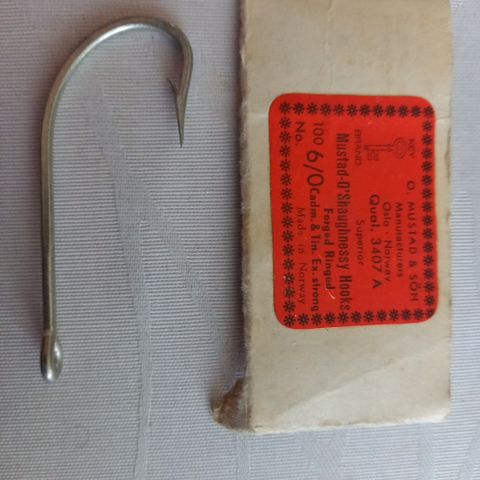 O. MUSTAD & SÖN
KEY BRAND
Manufacturers
Oslo - Norway
Qual. 3407 A
Superior
Mustad-O'Shaughnessy Hooks
Forged Ringed
100 6/0 Cadm. & Tin. Ex. strong
No. Made in Norway